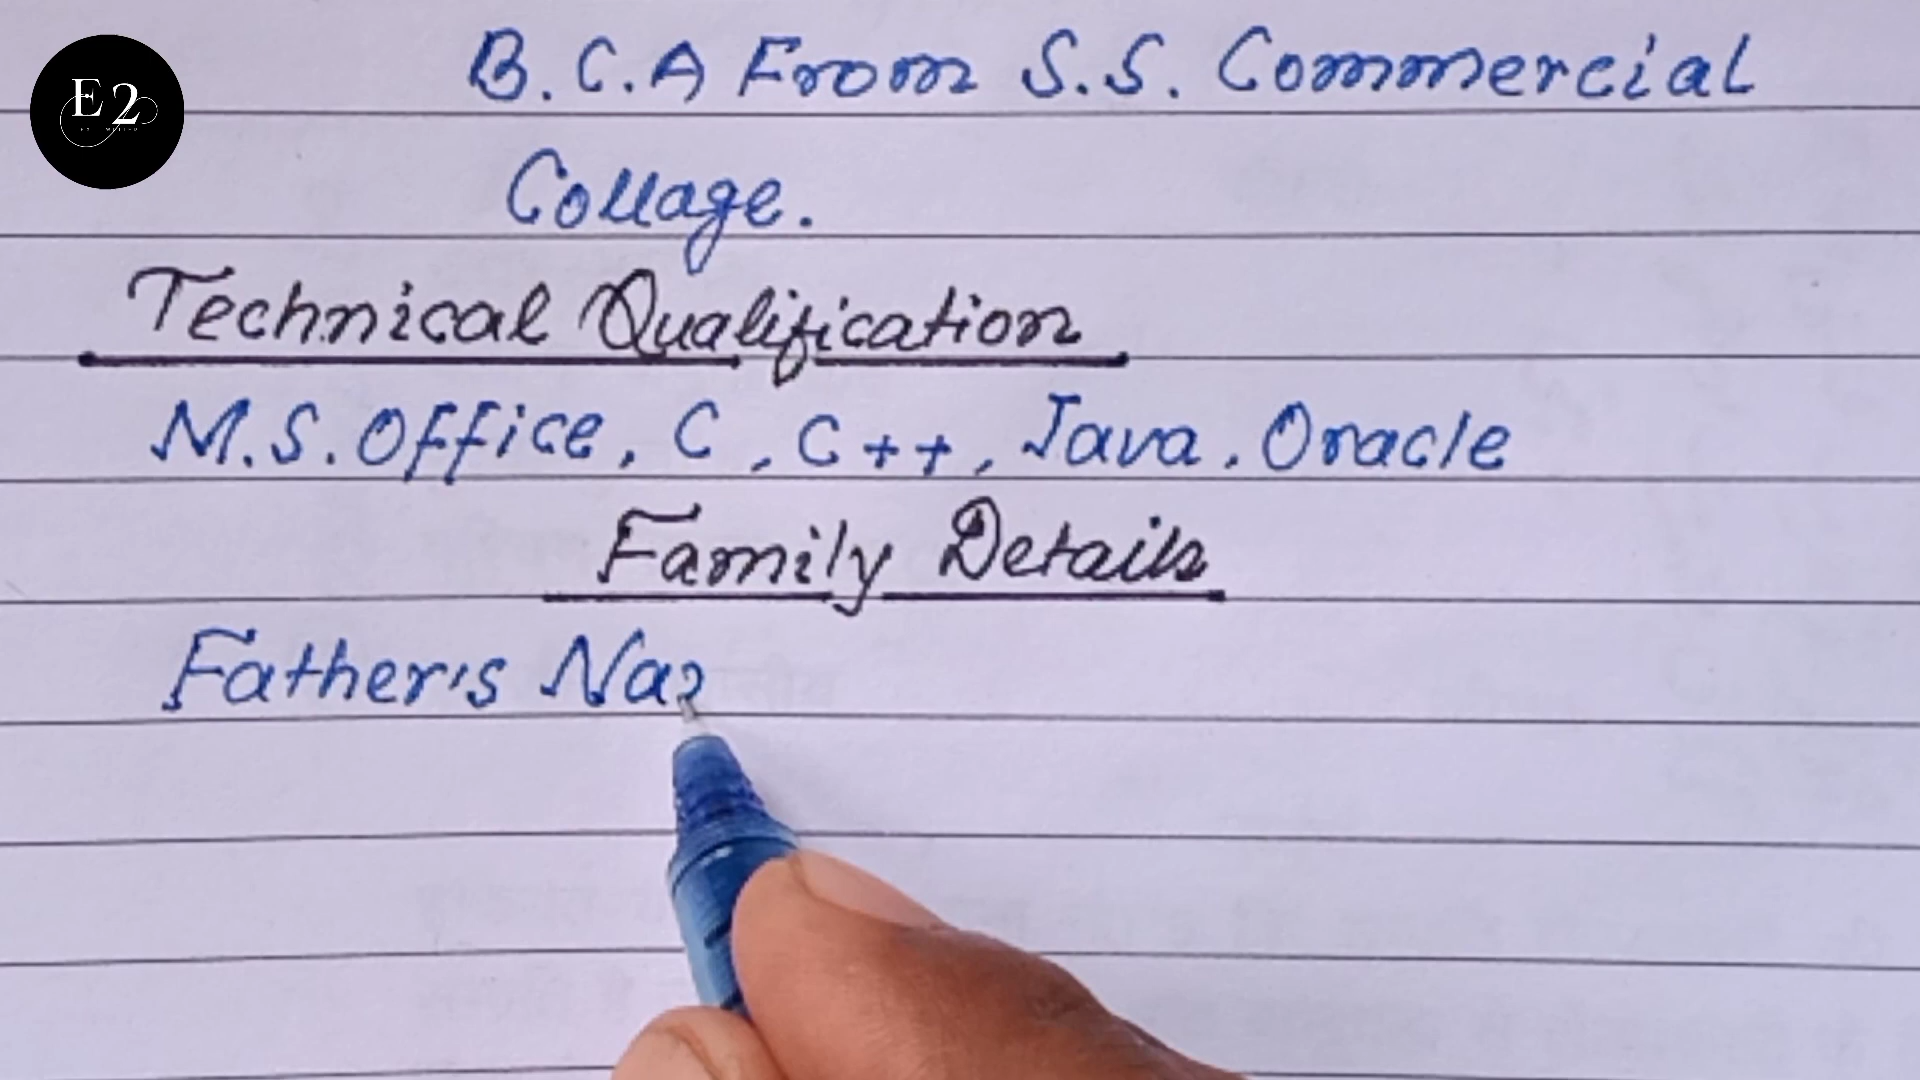 E2
B.C.A From S.S. Commercial
Collage.
Technical Qualification
M.S. Office, C, C++, Java, Oracle
Family Details
Father's Na